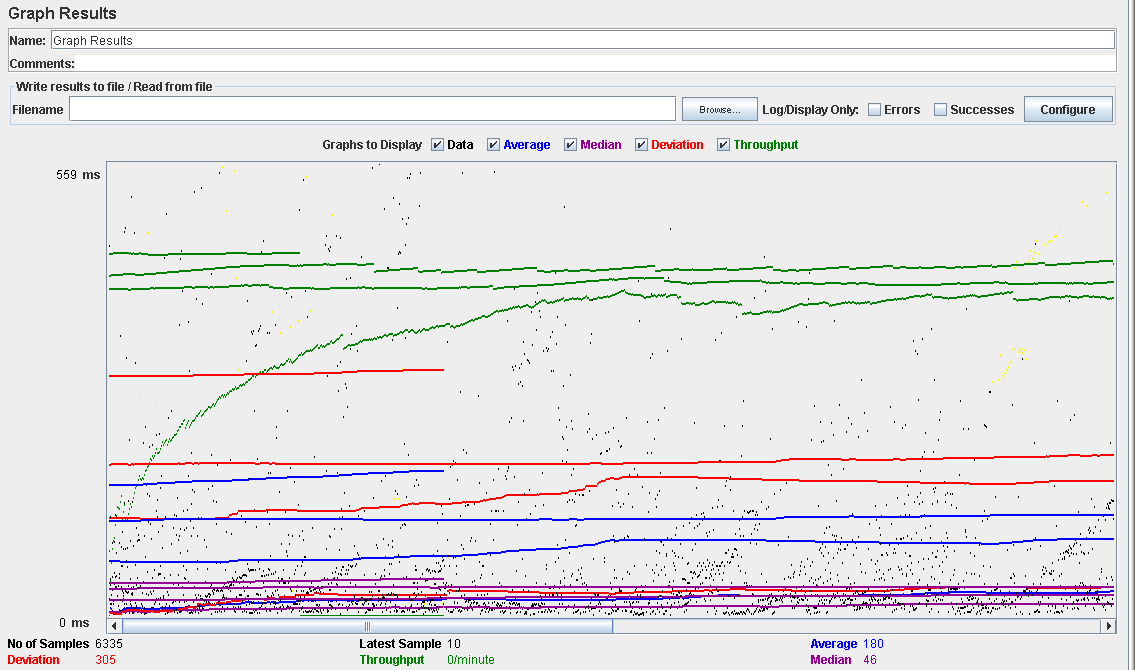 Graph Results
Name: Graph Results
Comments:
Write results to file / Read from file
Filename Browse... Log/Display Only: Errors Successes Configure
Graphs to Display Data Average Median Deviation Throughput
559 ms
0 ms
No of Samples 6335 Latest Sample 10 Average 180
Deviation 305 Throughput 0/minute Median 46